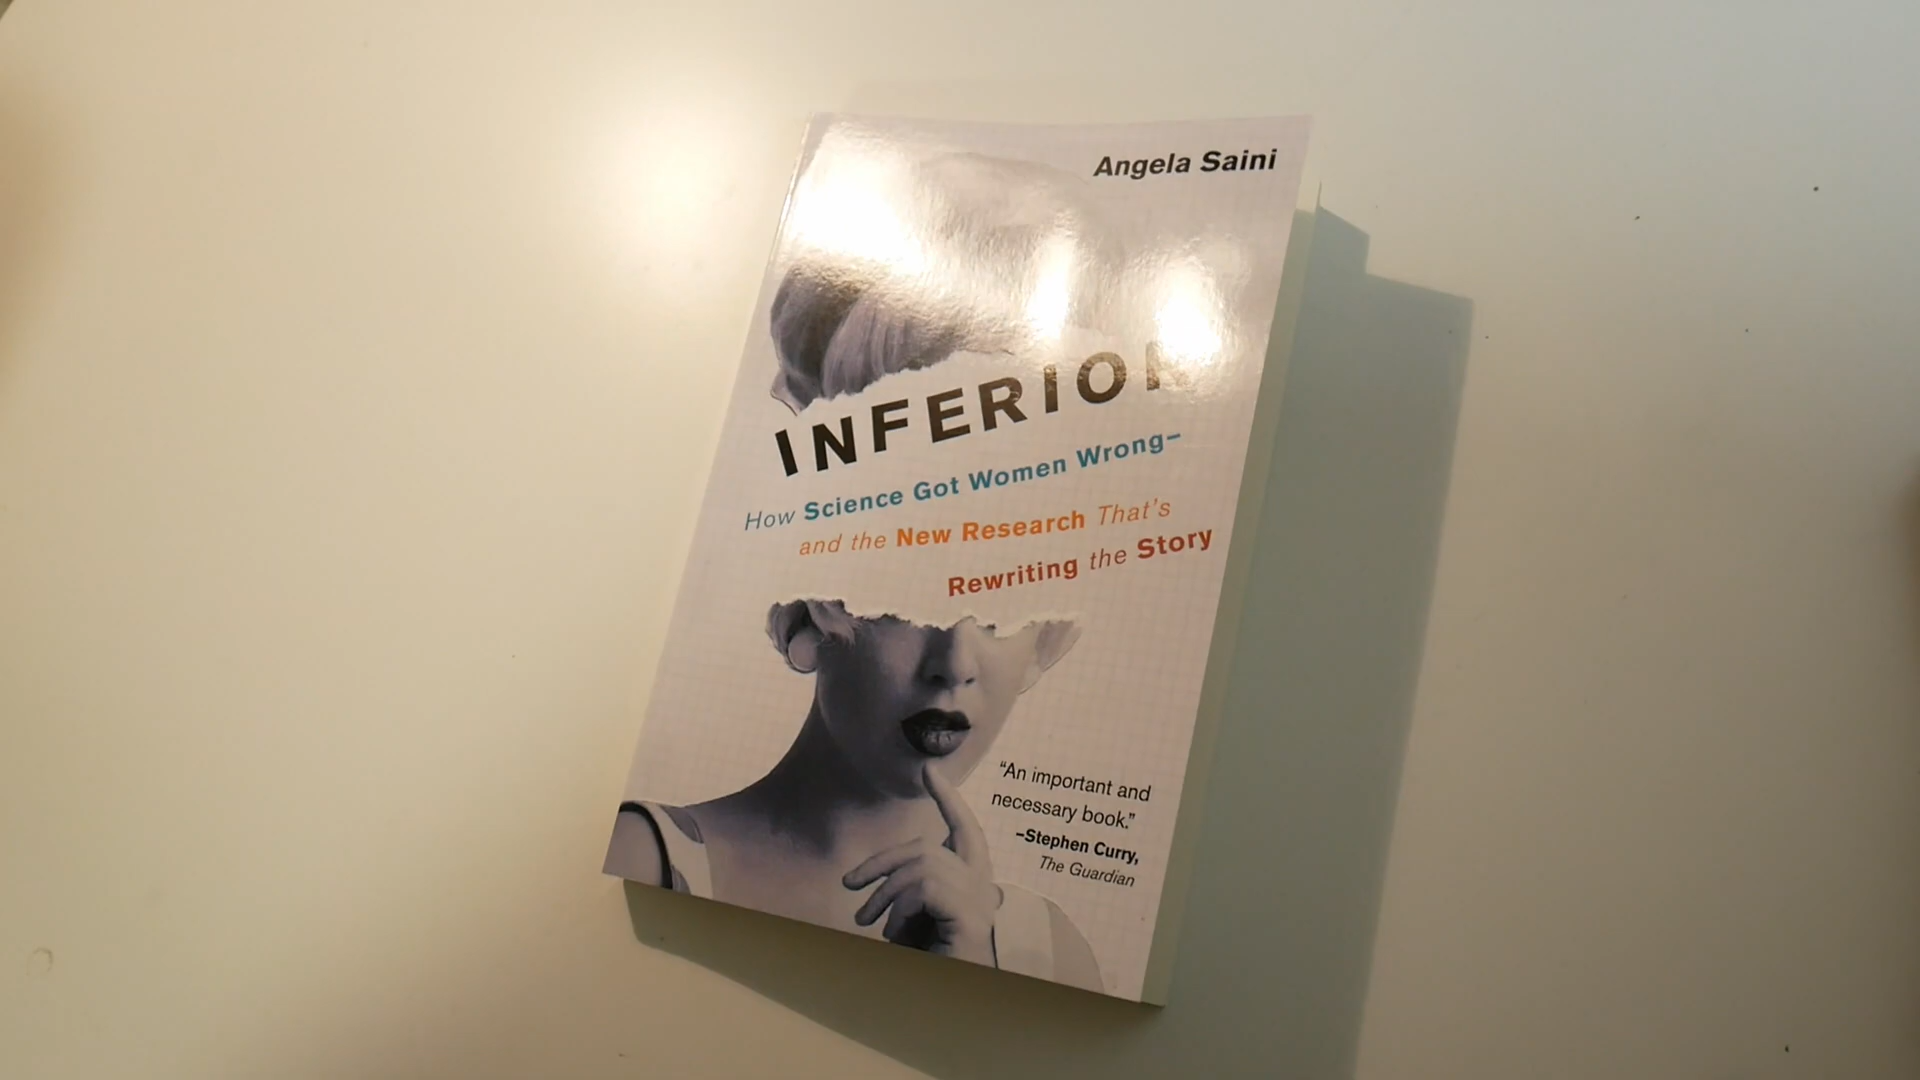 Angela Saini
INFERIOR
How Science Got Women Wrong–
and the New Research That's
Rewriting the Story
"An important and
necessary book."
–Stephen Curry,
The Guardian